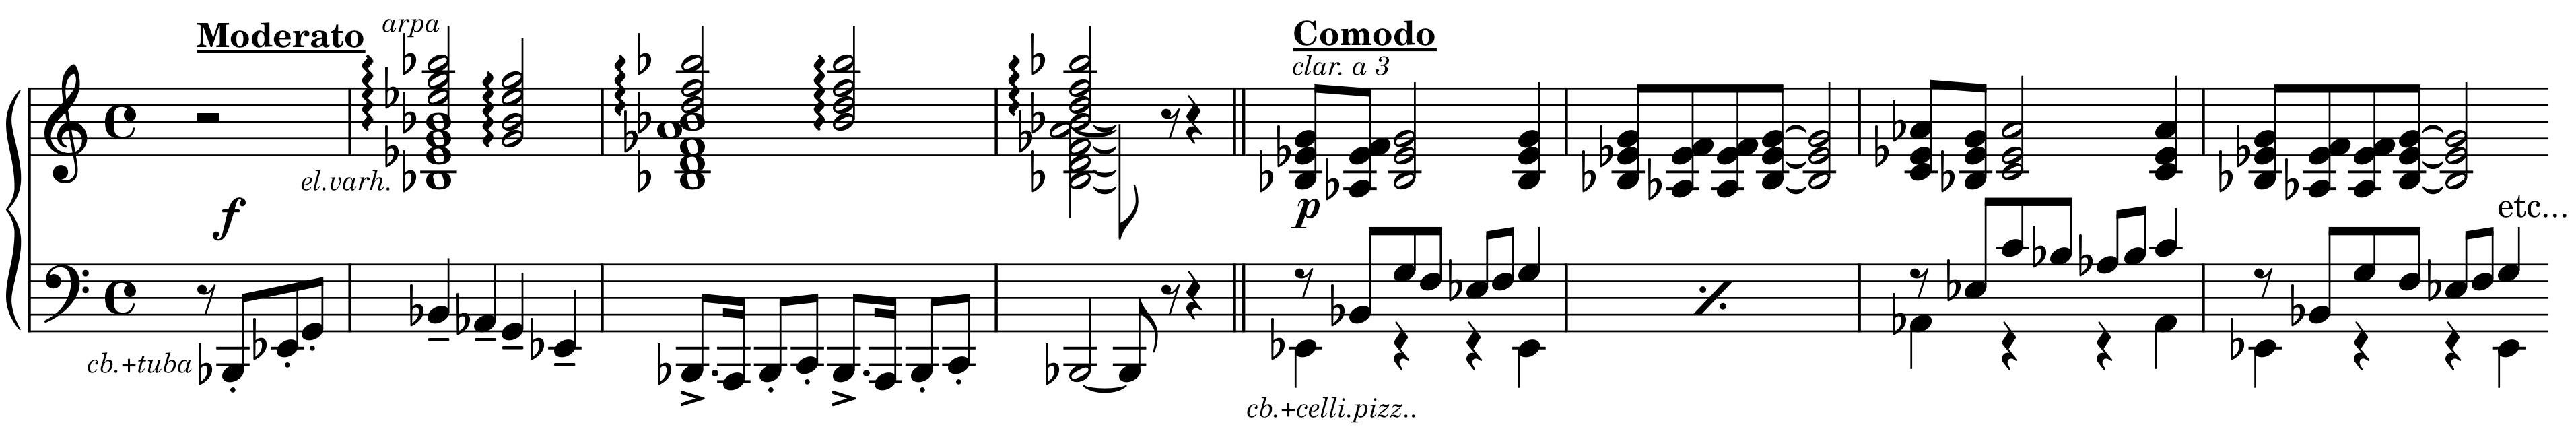 Moderato
arpa
el.varh.
f
cb.+tuba
Comodo
clar. a 3
p
cb.+celli.pizz..
etc...